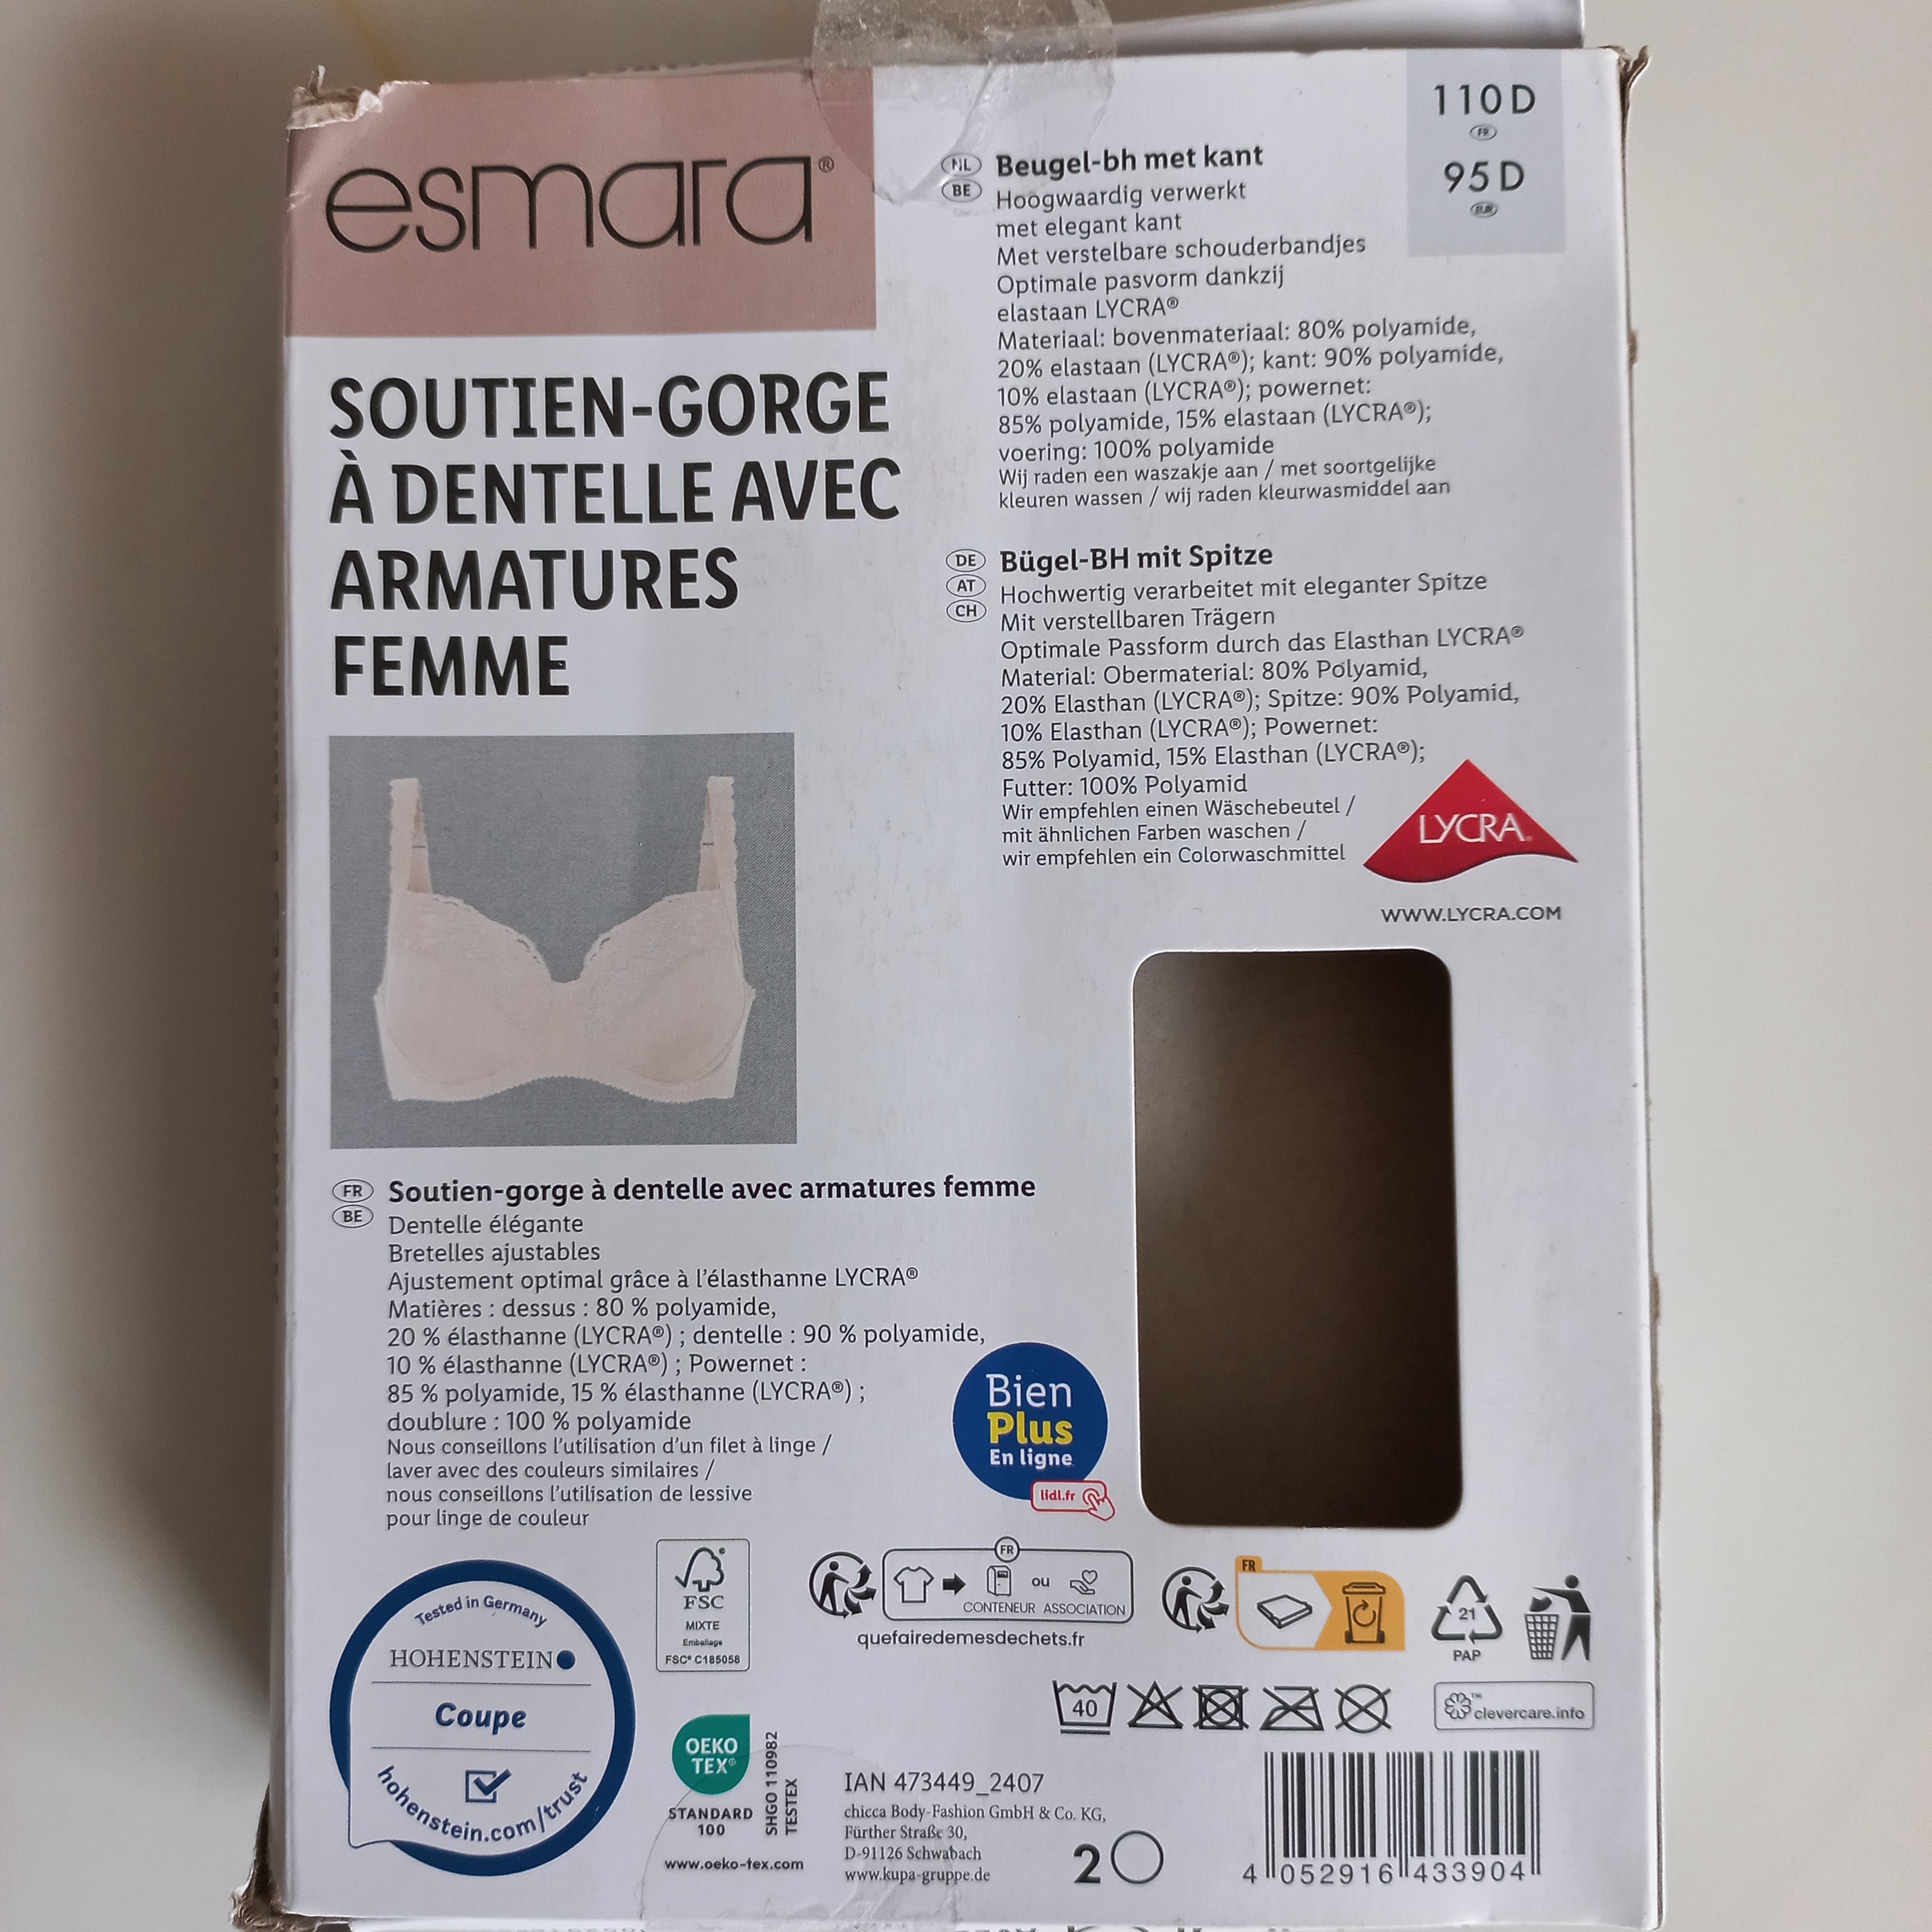 esmara®
SOUTIEN-GORGE
À DENTELLE AVEC
ARMATURES
FEMME
110 D
FR
95 D
EUR
NL
BE
Beugel-bh met kant
Hoogwaardig verwerkt
met elegant kant
Met verstelbare schouderbandjes
Optimale pasvorm dankzij
elastaan LYCRA®
Materiaal: bovenmateriaal: 80% polyamide,
20% elastaan (LYCRA®); kant: 90% polyamide,
10% elastaan (LYCRA®); powernet:
85% polyamide, 15% elastaan (LYCRA®);
voering: 100% polyamide
Wij raden een waszakje aan / met soortgelijke
kleuren wassen / wij raden kleurwasmiddel aan
DE
AT
CH
Bügel-BH mit Spitze
Hochwertig verarbeitet mit eleganter Spitze
Mit verstellbaren Trägern
Optimale Passform durch das Elasthan LYCRA®
Material: Obermaterial: 80% Polyamid,
20% Elasthan (LYCRA®); Spitze: 90% Polyamid,
10% Elasthan (LYCRA®); Powernet:
85% Polyamid, 15% Elasthan (LYCRA®);
Futter: 100% Polyamid
Wir empfehlen einen Wäschebeutel /
mit ähnlichen Farben waschen /
wir empfehlen ein Colorwaschmittel
LYCRA®
WWW.LYCRA.COM
FR
BE
Soutien-gorge à dentelle avec armatures femme
Dentelle élégante
Bretelles ajustables
Ajustement optimal grâce à l'élasthanne LYCRA®
Matières : dessus : 80 % polyamide,
20 % élasthanne (LYCRA®) ; dentelle : 90 % polyamide,
10 % élasthanne (LYCRA®) ; Powernet :
85 % polyamide, 15 % élasthanne (LYCRA®) ;
doublure : 100 % polyamide
Nous conseillons l'utilisation d'un filet à linge /
laver avec des couleurs similaires /
nous conseillons l'utilisation de lessive
pour linge de couleur
Bien
Plus
En ligne
lidl.fr
Tested in Germany
HOHENSTEIN
Coupe
hohenstein.com/trust
FSC®
MIXTE
Emballage
FSC® C185058
FR
ou
CONTENEUR ASSOCIATION
quefairedemesdechets.fr
FR
21
PAP
40
™
clevercare.info
OEKO
TEX®
STANDARD
100
SHGO 110982
TESTEX
www.oeko-tex.com
IAN 473449_2407
chicca Body-Fashion GmbH & Co. KG,
Fürther Straße 30,
D-91126 Schwabach
www.kupa-gruppe.de
2
4 052916 433904